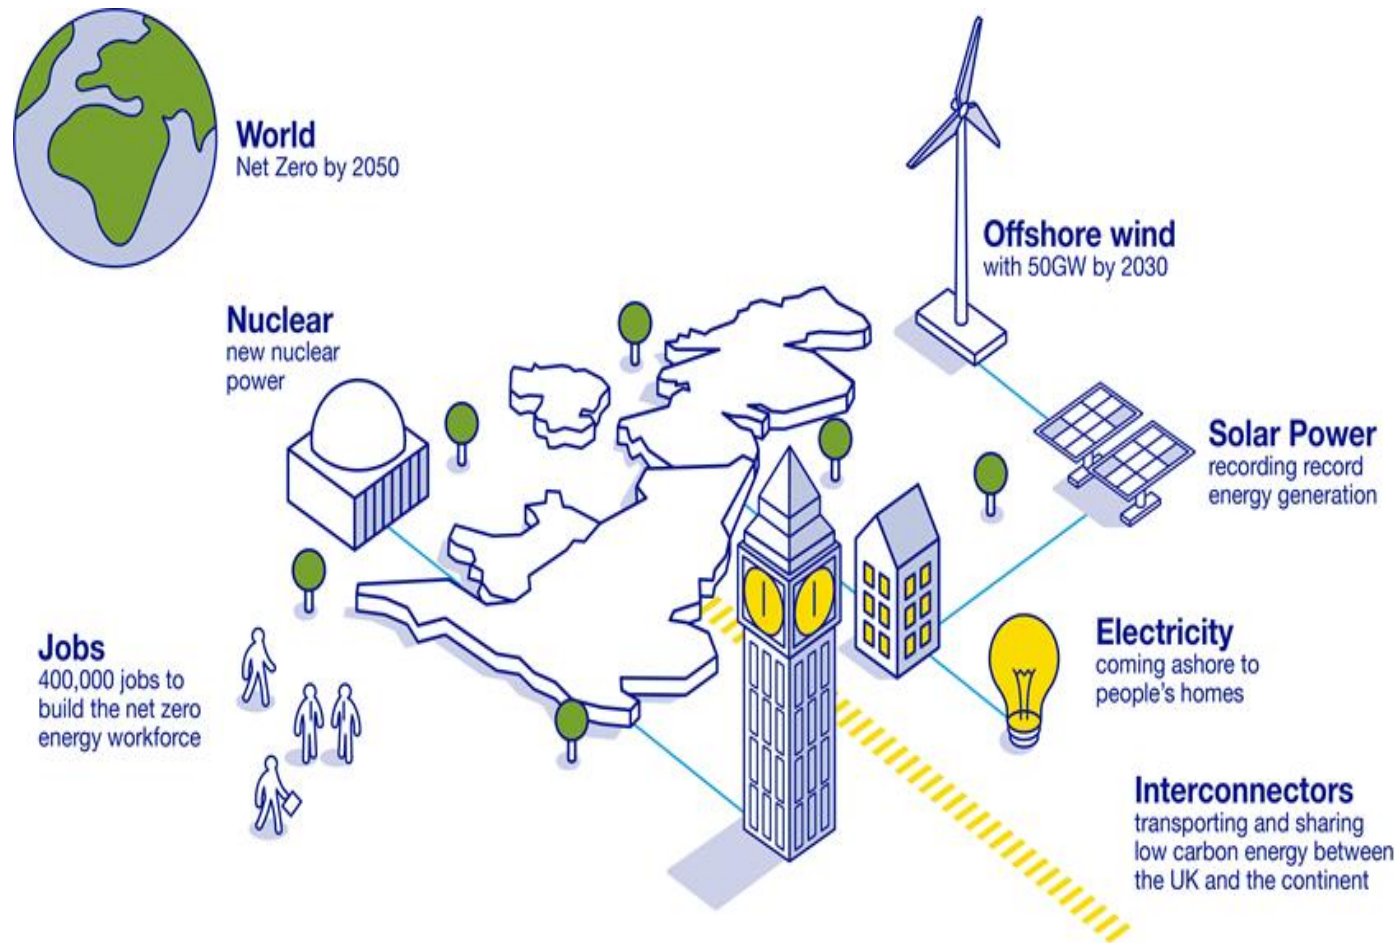 World
Net Zero by 2050
Offshore wind
with 50GW by 2030
Nuclear
new nuclear
power
Solar Power
recording record
energy generation
Jobs
400,000 jobs to
build the net zero
energy workforce
Electricity
coming ashore to
people's homes
Interconnectors
transporting and sharing
low carbon energy between
the UK and the continent